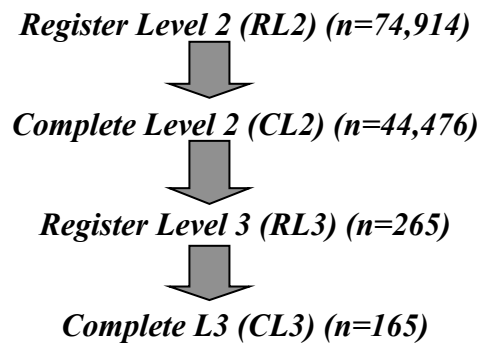 Register Level 2 (RL2) (n=74,914)
Complete Level 2 (CL2) (n=44,476)
Register Level 3 (RL3) (n=265)
Complete L3 (CL3) (n=165)